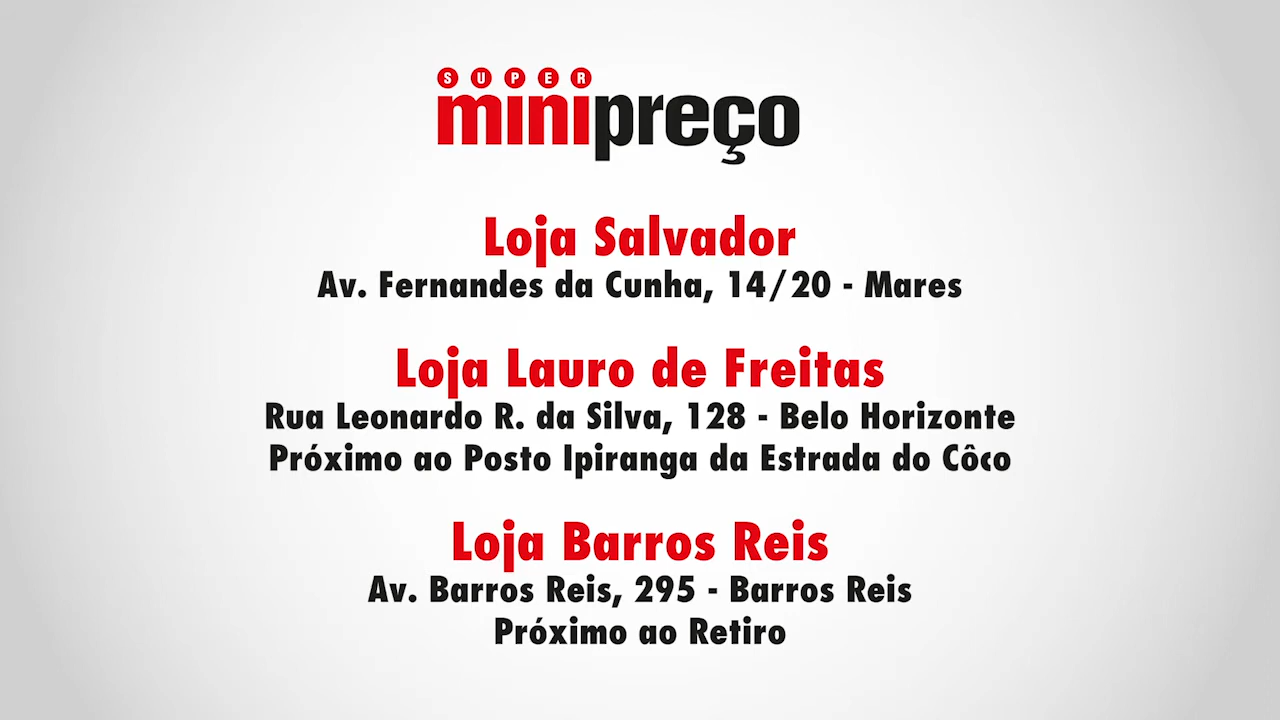 SUPER
minipreço
Loja Salvador
Av. Fernandes da Cunha, 14/20 - Mares
Loja Lauro de Freitas
Rua Leonardo R. da Silva, 128 - Belo Horizonte
Próximo ao Posto Ipiranga da Estrada do Côco
Loja Barros Reis
Av. Barros Reis, 295 - Barros Reis
Próximo ao Retiro